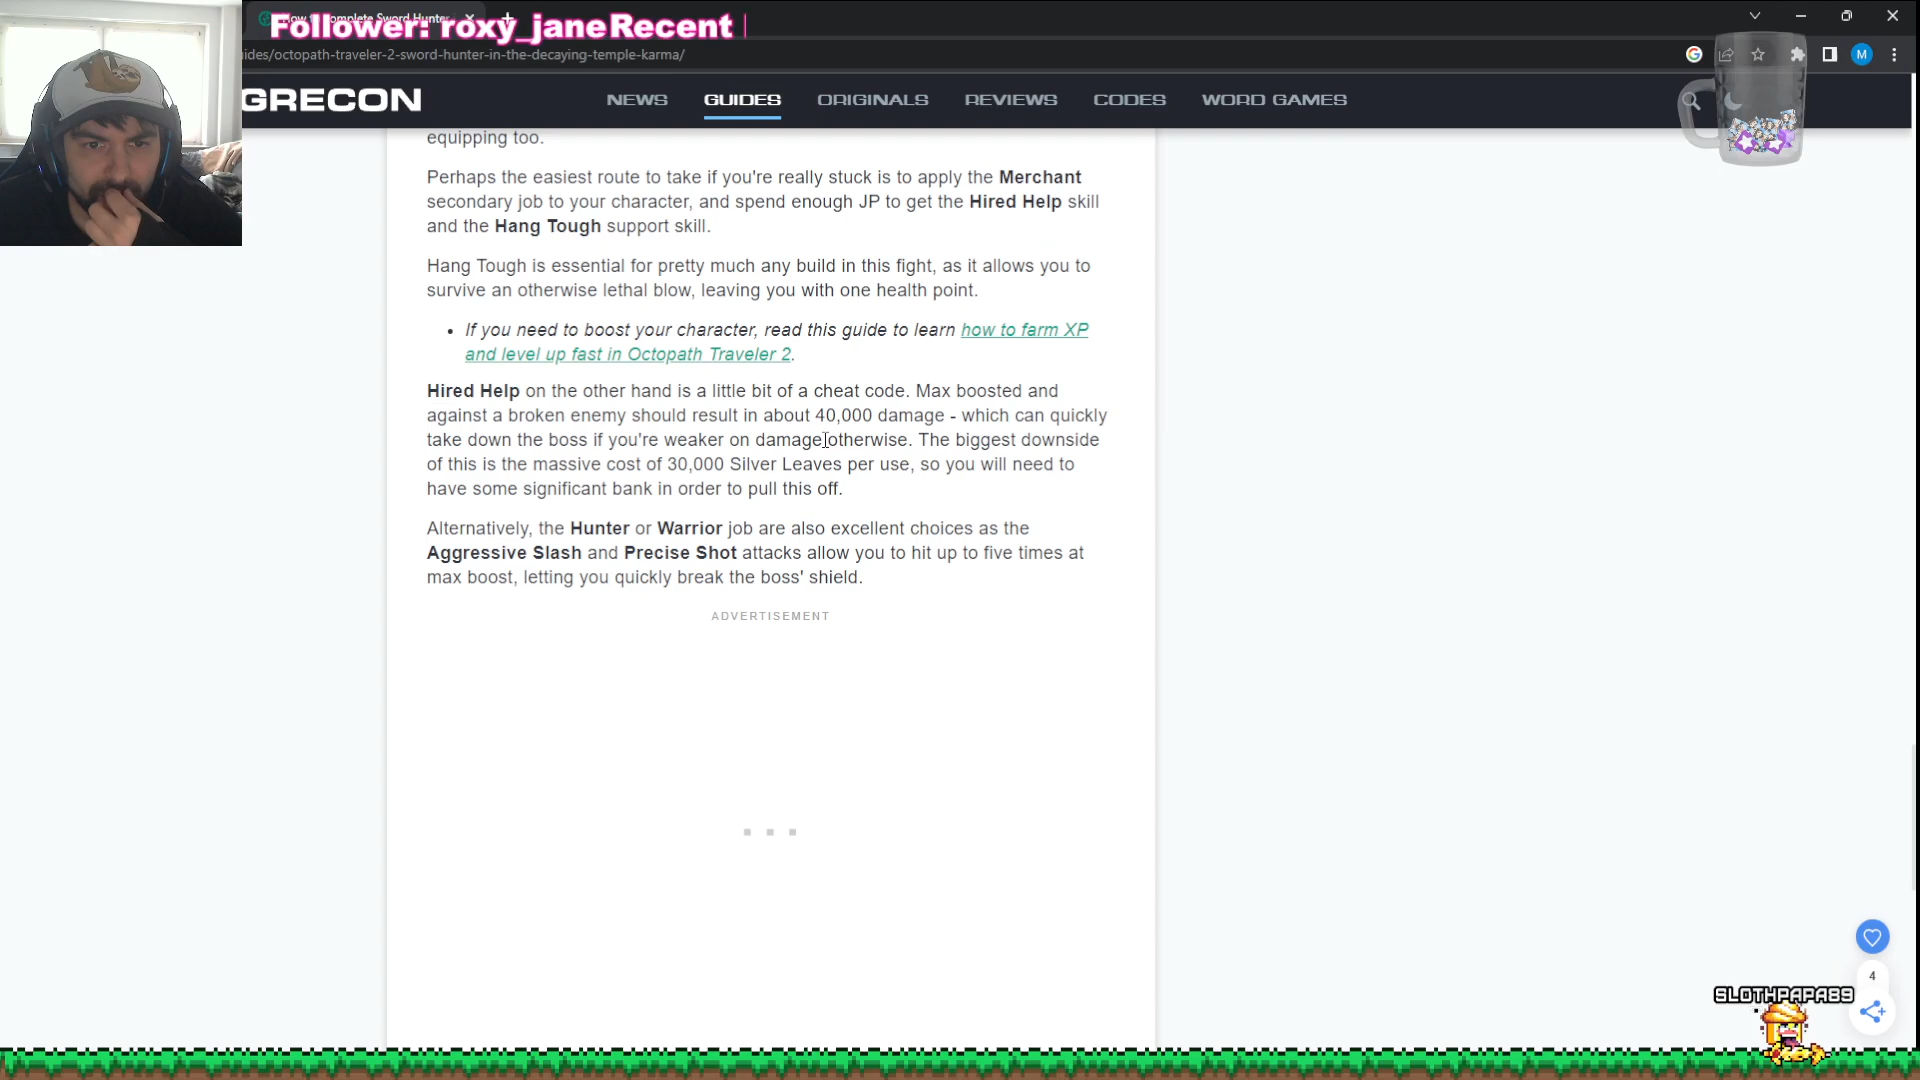 How to Complete Sword Hunter
Follower: roxy_janeRecent
ides/octopath-traveler-2-sword-hunter-in-the-decaying-temple-karma/
M
GRECON
NEWS
GUIDES
ORIGINALS
REVIEWS
CODES
WORD GAMES
equipping too.
Perhaps the easiest route to take if you're really stuck is to apply the Merchant
secondary job to your character, and spend enough JP to get the Hired Help skill
and the Hang Tough support skill.
Hang Tough is essential for pretty much any build in this fight, as it allows you to
survive an otherwise lethal blow, leaving you with one health point.
• If you need to boost your character, read this guide to learn how to farm XP
and level up fast in Octopath Traveler 2.
Hired Help on the other hand is a little bit of a cheat code. Max boosted and
against a broken enemy should result in about 40,000 damage - which can quickly
take down the boss if you're weaker on damage otherwise. The biggest downside
of this is the massive cost of 30,000 Silver Leaves per use, so you will need to
have some significant bank in order to pull this off.
Alternatively, the Hunter or Warrior job are also excellent choices as the
Aggressive Slash and Precise Shot attacks allow you to hit up to five times at
max boost, letting you quickly break the boss' shield.
ADVERTISEMENT
4
SLOTHPAPA89